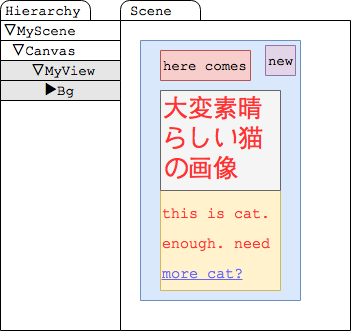 Hierarchy
▽MyScene
▽Canvas
▽MyView
▶Bg
Scene
here comes
new
大変素晴
らしい猫
の画像
this is cat.
enough. need
more cat?